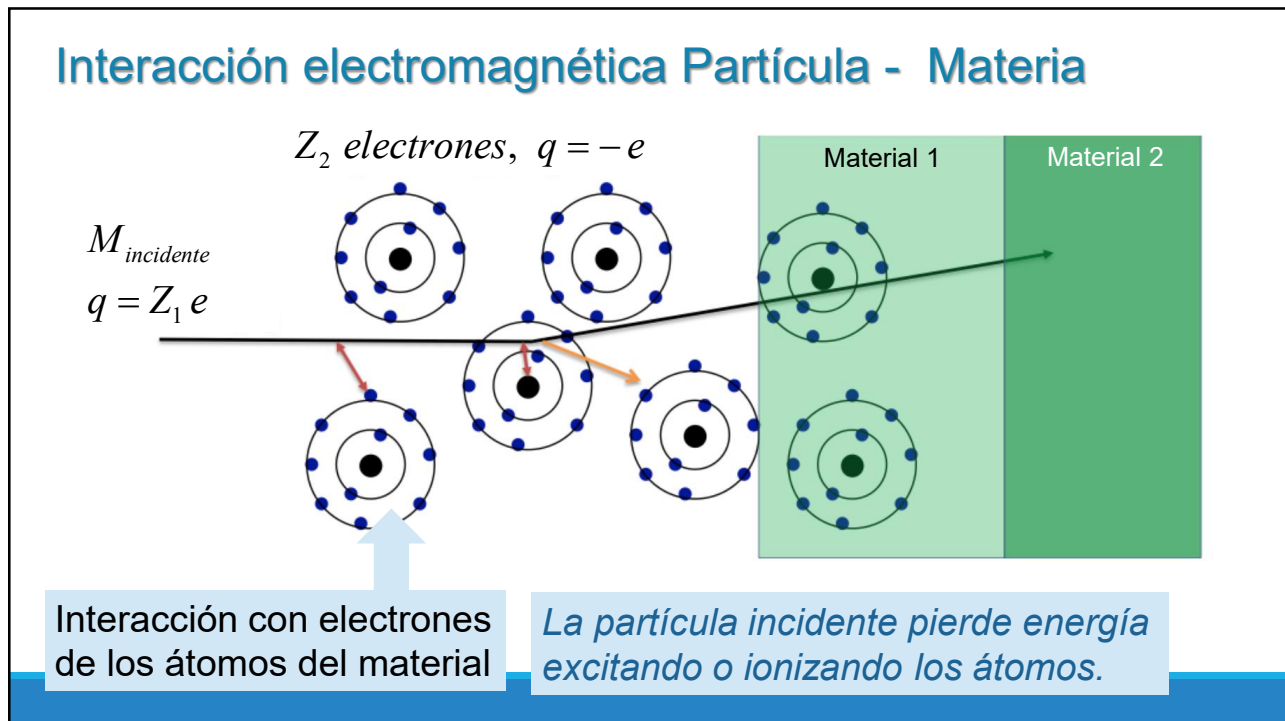 Interacción electromagnética Partícula - Materia
Z₂ electrones, q = − e
Material 1
Material 2
M incidente
q = Z₁ e
Interacción con electrones
de los átomos del material
La partícula incidente pierde energía
excitando o ionizando los átomos.